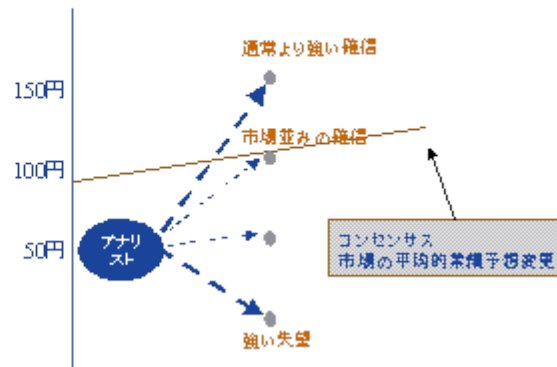 通常より強い確信
150円
市場並みの確信
100円
50円
アナリ
スト
コンセンサス
市場の平均的業績予想変更
強い失望